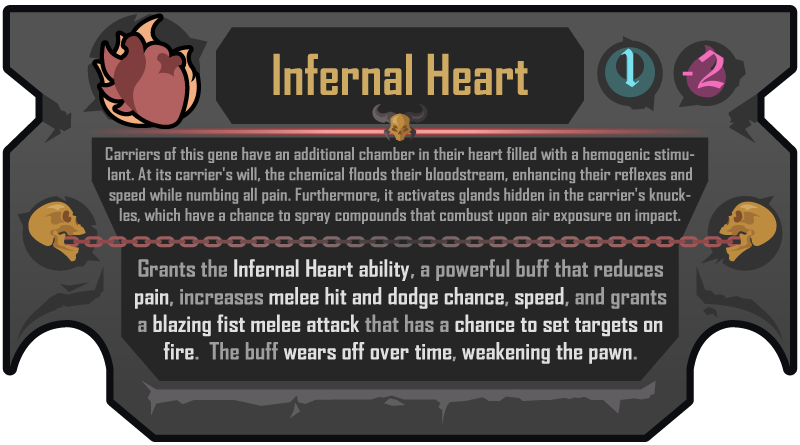 Infernal Heart
1
-2
Carriers of this gene have an additional chamber in their heart filled with a hemogenic stimu-
lant. At its carrier's will, the chemical floods their bloodstream, enhancing their reflexes and
speed while numbing all pain. Furthermore, it activates glands hidden in the carrier's knuck-
les, which have a chance to spray compounds that combust upon air exposure on impact.
Grants the Infernal Heart ability, a powerful buff that reduces
pain, increases melee hit and dodge chance, speed, and grants
a blazing fist melee attack that has a chance to set targets on
fire. The buff wears off over time, weakening the pawn.